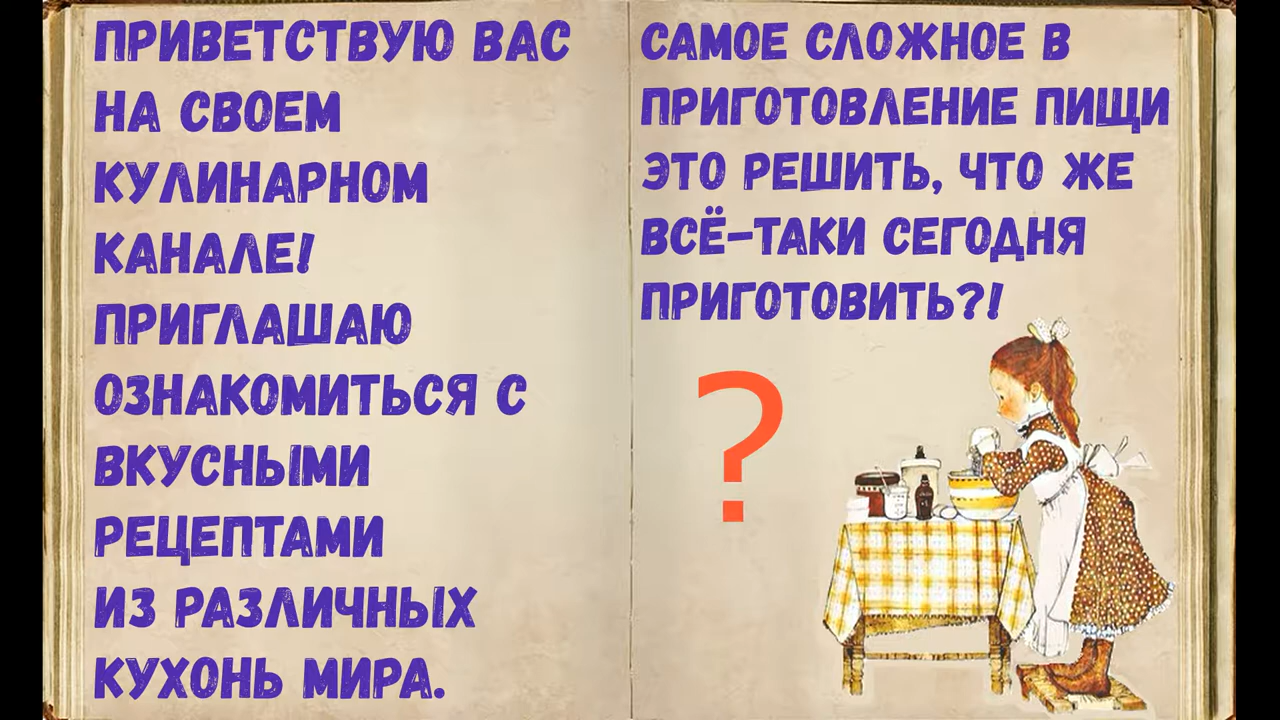 ПРИВЕТСТВУЮ ВАС
НА СВОЕМ
КУЛИНАРНОМ
КАНАЛЕ!
ПРИГЛАШАЮ
ОЗНАКОМИТЬСЯ С
ВКУСНЫМИ
РЕЦЕПТАМИ
ИЗ РАЗЛИЧНЫХ
КУХОНЬ МИРА.
САМОЕ СЛОЖНОЕ В
ПРИГОТОВЛЕНИЕ ПИЩИ
ЭТО РЕШИТЬ, ЧТО ЖЕ
ВСЁ-ТАКИ СЕГОДНЯ
ПРИГОТОВИТЬ?!
?